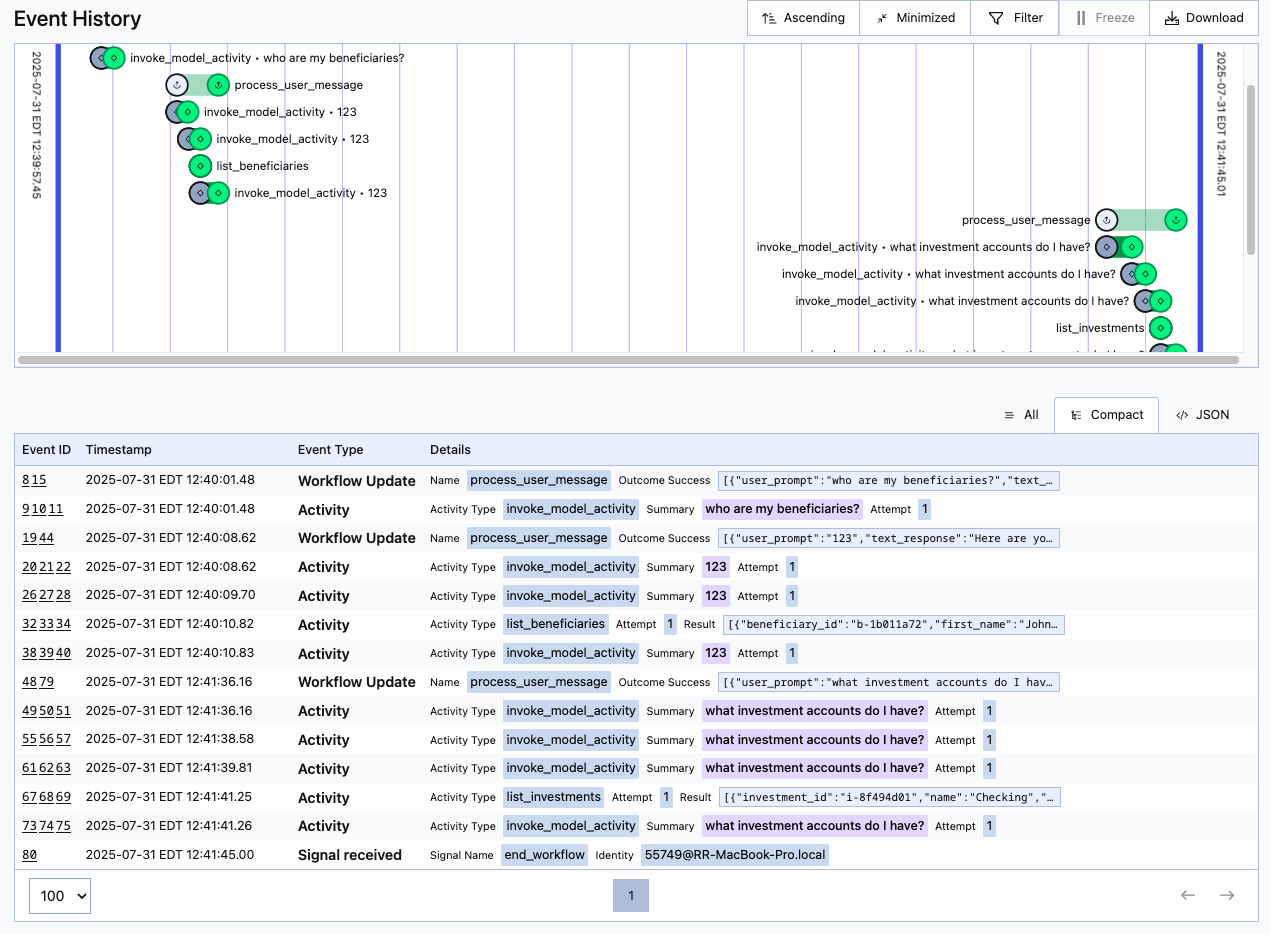 Event History
Ascending
Minimized
Filter
Freeze
Download
2025-07-31 EDT 12:39:57.45
2025-07-31 EDT 12:41:45.01
invoke_model_activity • who are my beneficiaries?
process_user_message
invoke_model_activity • 123
invoke_model_activity • 123
list_beneficiaries
invoke_model_activity • 123
process_user_message
invoke_model_activity • what investment accounts do I have?
invoke_model_activity • what investment accounts do I have?
invoke_model_activity • what investment accounts do I have?
list_investments
All
Compact
</> JSON
Event ID Timestamp Event Type Details
8 15 2025-07-31 EDT 12:40:01.48 Workflow Update Name process_user_message Outcome Success [{"user_prompt":"who are my beneficiaries?","text_…
9 10 11 2025-07-31 EDT 12:40:01.48 Activity Activity Type invoke_model_activity Summary who are my beneficiaries? Attempt 1
19 44 2025-07-31 EDT 12:40:08.62 Workflow Update Name process_user_message Outcome Success [{"user_prompt":"123","text_response":"Here are yo…
20 21 22 2025-07-31 EDT 12:40:08.62 Activity Activity Type invoke_model_activity Summary 123 Attempt 1
26 27 28 2025-07-31 EDT 12:40:09.70 Activity Activity Type invoke_model_activity Summary 123 Attempt 1
32 33 34 2025-07-31 EDT 12:40:10.82 Activity Activity Type list_beneficiaries Attempt 1 Result [{"beneficiary_id":"b-1b011a72","first_name":"John…
38 39 40 2025-07-31 EDT 12:40:10.83 Activity Activity Type invoke_model_activity Summary 123 Attempt 1
48 79 2025-07-31 EDT 12:41:36.16 Workflow Update Name process_user_message Outcome Success [{"user_prompt":"what investment accounts do I hav…
49 50 51 2025-07-31 EDT 12:41:36.16 Activity Activity Type invoke_model_activity Summary what investment accounts do I have? Attempt 1
55 56 57 2025-07-31 EDT 12:41:38.58 Activity Activity Type invoke_model_activity Summary what investment accounts do I have? Attempt 1
61 62 63 2025-07-31 EDT 12:41:39.81 Activity Activity Type invoke_model_activity Summary what investment accounts do I have? Attempt 1
67 68 69 2025-07-31 EDT 12:41:41.25 Activity Activity Type list_investments Attempt 1 Result [{"investment_id":"i-8f494d01","name":"Checking","…
73 74 75 2025-07-31 EDT 12:41:41.26 Activity Activity Type invoke_model_activity Summary what investment accounts do I have? Attempt 1
80 2025-07-31 EDT 12:41:45.00 Signal received Signal Name end_workflow Identity 55749@RR-MacBook-Pro.local
100
1